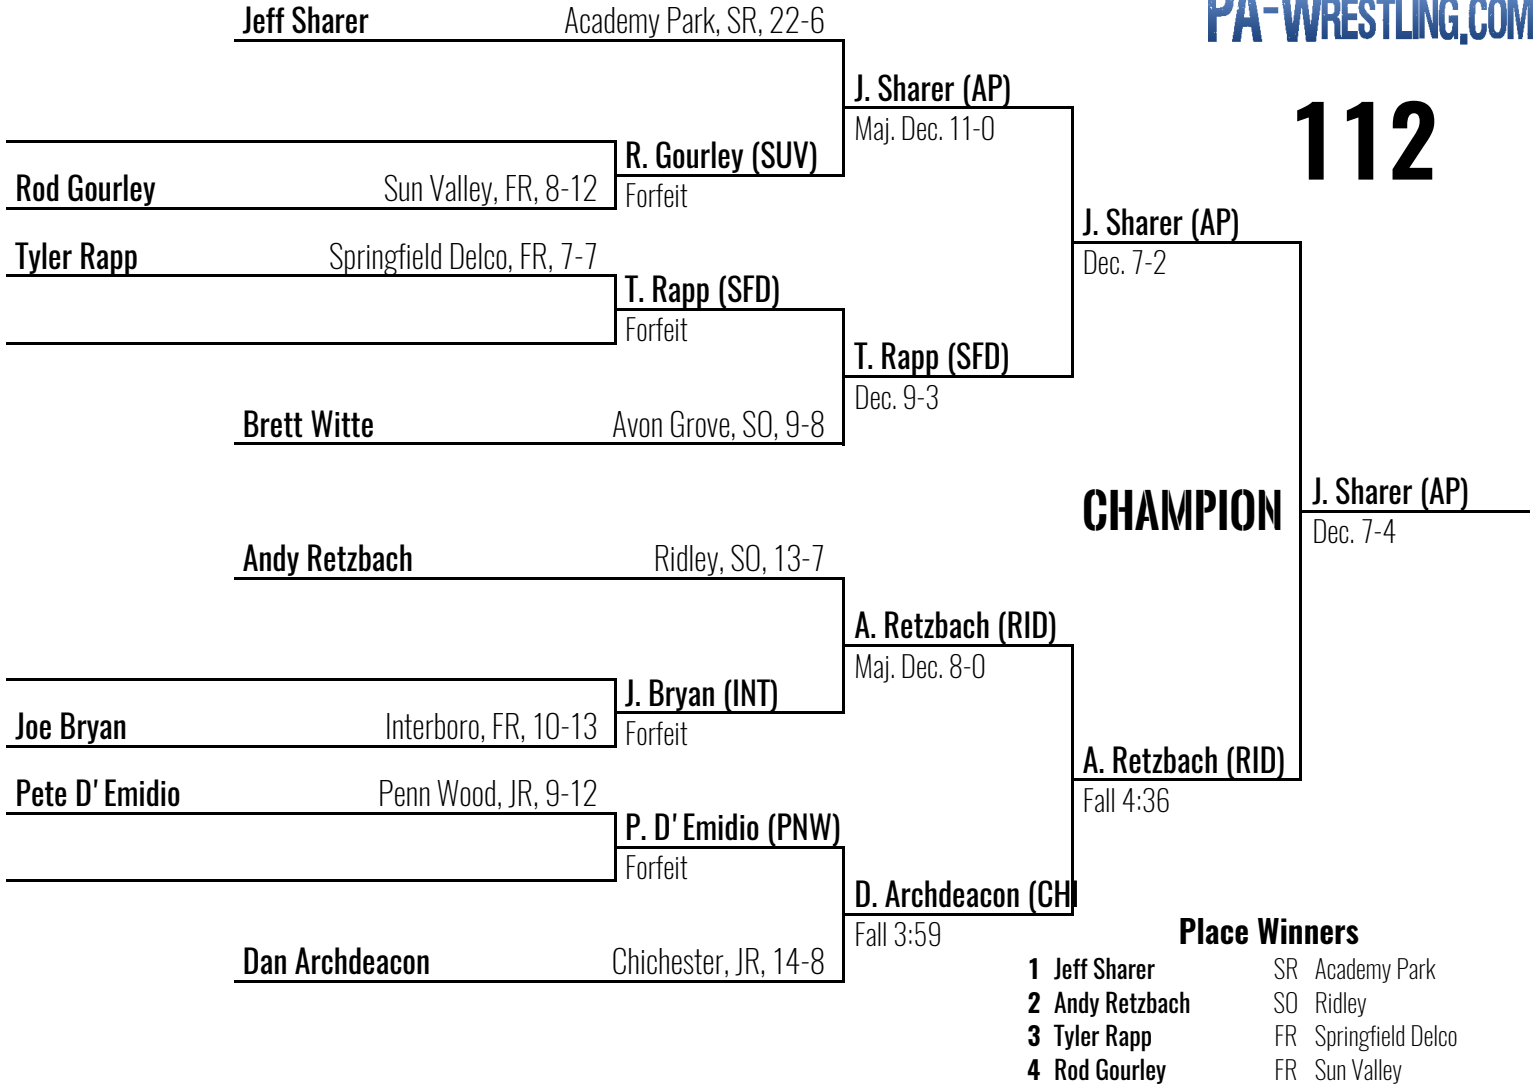 Jeff Sharer Academy Park, SR, 22-6
PA-WRESTLING.COM
112
J. Sharer (AP)
Maj. Dec. 11-0
R. Gourley (SUV)
Rod Gourley Sun Valley, FR, 8-12
Forfeit
J. Sharer (AP)
Dec. 7-2
Tyler Rapp Springfield Delco, FR, 7-7
T. Rapp (SFD)
Forfeit
T. Rapp (SFD)
Dec. 9-3
Brett Witte Avon Grove, SO, 9-8
CHAMPION
J. Sharer (AP)
Dec. 7-4
Andy Retzbach Ridley, SO, 13-7
A. Retzbach (RID)
Maj. Dec. 8-0
J. Bryan (INT)
Joe Bryan Interboro, FR, 10-13
Forfeit
A. Retzbach (RID)
Fall 4:36
Pete D'Emidio Penn Wood, JR, 9-12
P. D'Emidio (PNW)
Forfeit
D. Archdeacon (CHI
Fall 3:59
Dan Archdeacon Chichester, JR, 14-8
Place Winners
1 Jeff Sharer SR Academy Park
2 Andy Retzbach SO Ridley
3 Tyler Rapp FR Springfield Delco
4 Rod Gourley FR Sun Valley